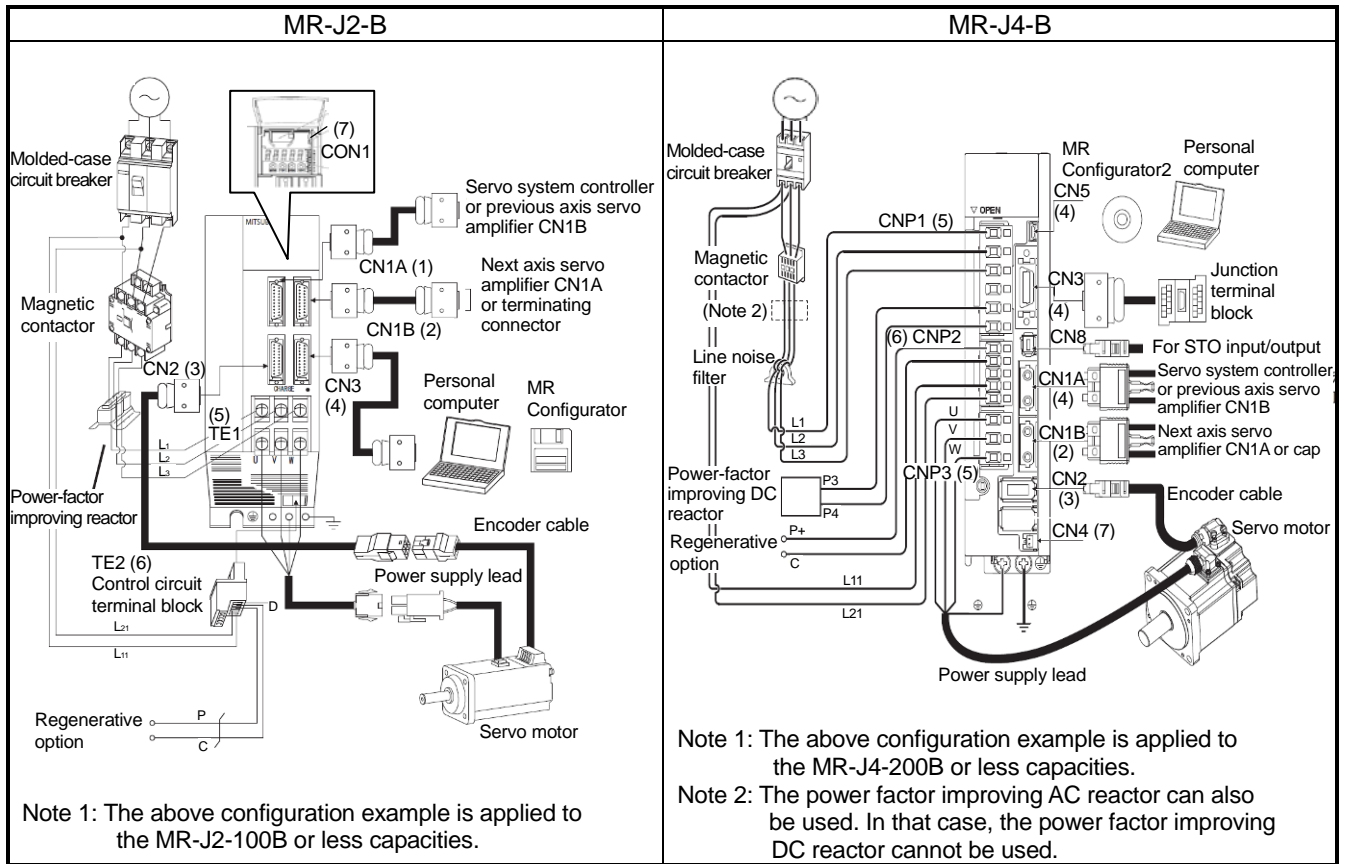 MR-J2-B
MR-J4-B
(7)
CON1
Molded-case
circuit breaker
MITSUB
Servo system controller
or previous axis servo
amplifier CN1B
CN1A (1)
Next axis servo
amplifier CN1A
or terminating
connector
CN1B (2)
Magnetic
contactor
CN2 (3)
CHARGE
CN3
(4)
Personal
computer
MR
Configurator
(5)
TE1
L1
L2
L3
U V W
Power-factor
improving reactor
Encoder cable
TE2 (6)
Control circuit
terminal block
Power supply lead
D
L21
L11
Regenerative
option
P
C
Servo motor
Note 1: The above configuration example is applied to
the MR-J2-100B or less capacities.
Molded-case
circuit breaker
MR
Configurator2
Personal
computer
CN5
(4)
OPEN
CNP1 (5)
Magnetic
contactor
(Note 2)
CN3
(4)
Junction
terminal
block
(6) CNP2
CN8
For STO input/output
Line noise
filter
CN1A
(4)
Servo system controller
or previous axis servo
amplifier CN1B
L1
L2
L3
U
V
W
CN1B
(2)
Next axis servo
amplifier CN1A or cap
CNP3 (5)
Power-factor
improving DC
reactor
P3
P4
CN2
(3)
Encoder cable
Servo motor
Regenerative
option
P+
C
CN4 (7)
L11
L21
Power supply lead
Note 1: The above configuration example is applied to
the MR-J4-200B or less capacities.
Note 2: The power factor improving AC reactor can also
be used. In that case, the power factor improving
DC reactor cannot be used.